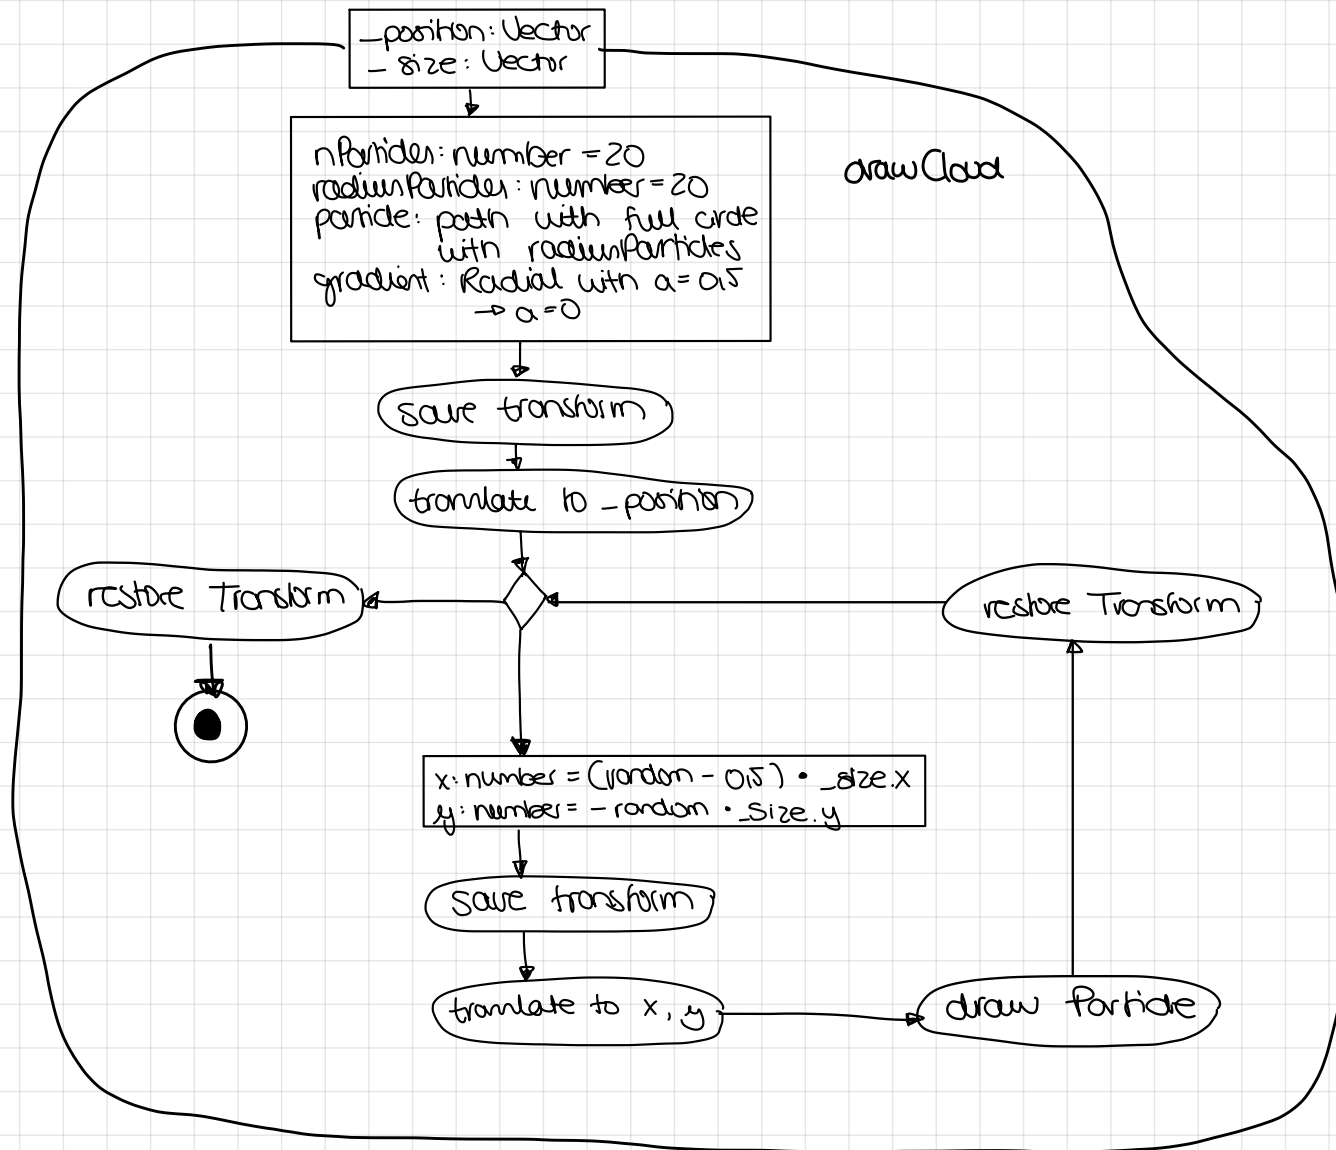 _position: Vector
_ size: Vector
drawCloud
nParticles: number = 20
radiusParticles: number = 20
particle: path with full circle
with radiusParticles
gradient: Radial with a = 0,5
→ a = 0
save transform
translate to _position
restore Transform
restore Transform
x: number = (random - 0,5) • _size.x
y: number = - random • _size.y
save transform
translate to x, y
draw Particle